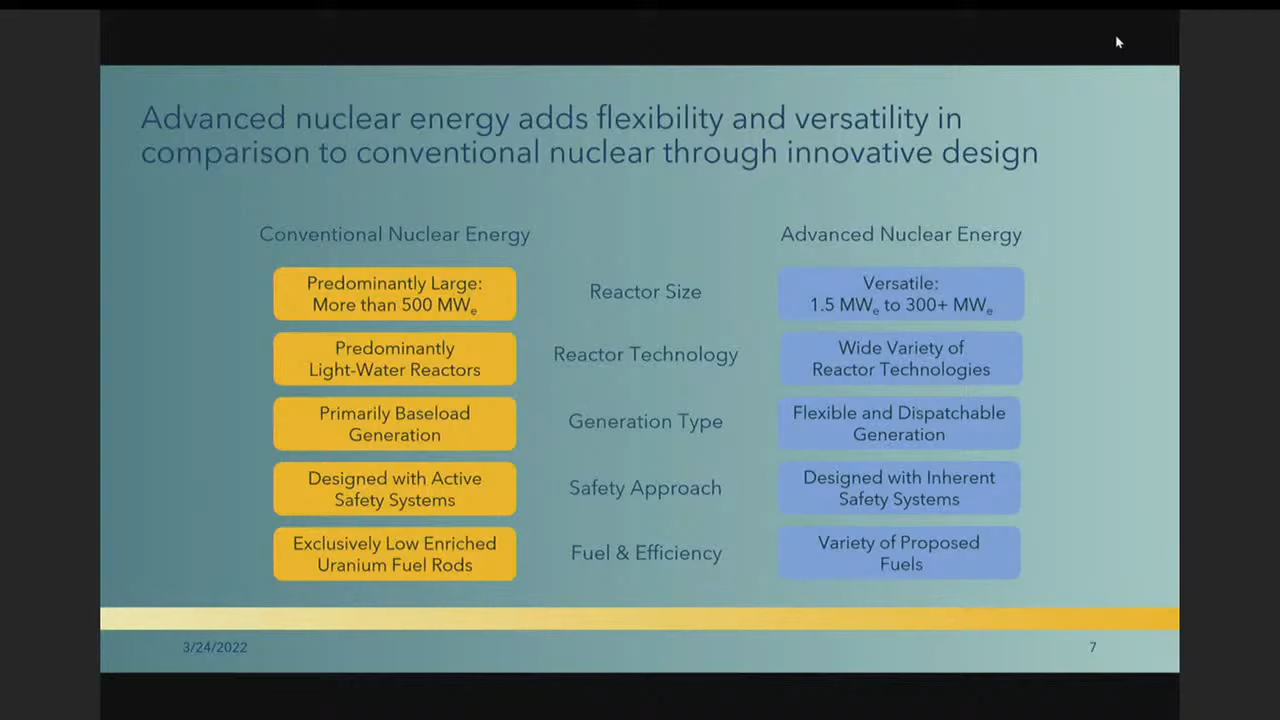 Advanced nuclear energy adds flexibility and versatility in
comparison to conventional nuclear through innovative design
Conventional Nuclear Energy
Advanced Nuclear Energy
Predominantly Large:
More than 500 MWe
Reactor Size
Versatile:
1.5 MWe to 300+ MWe
Predominantly
Light-Water Reactors
Reactor Technology
Wide Variety of
Reactor Technologies
Primarily Baseload
Generation
Generation Type
Flexible and Dispatchable
Generation
Designed with Active
Safety Systems
Safety Approach
Designed with Inherent
Safety Systems
Exclusively Low Enriched
Uranium Fuel Rods
Fuel & Efficiency
Variety of Proposed
Fuels
3/24/2022
7